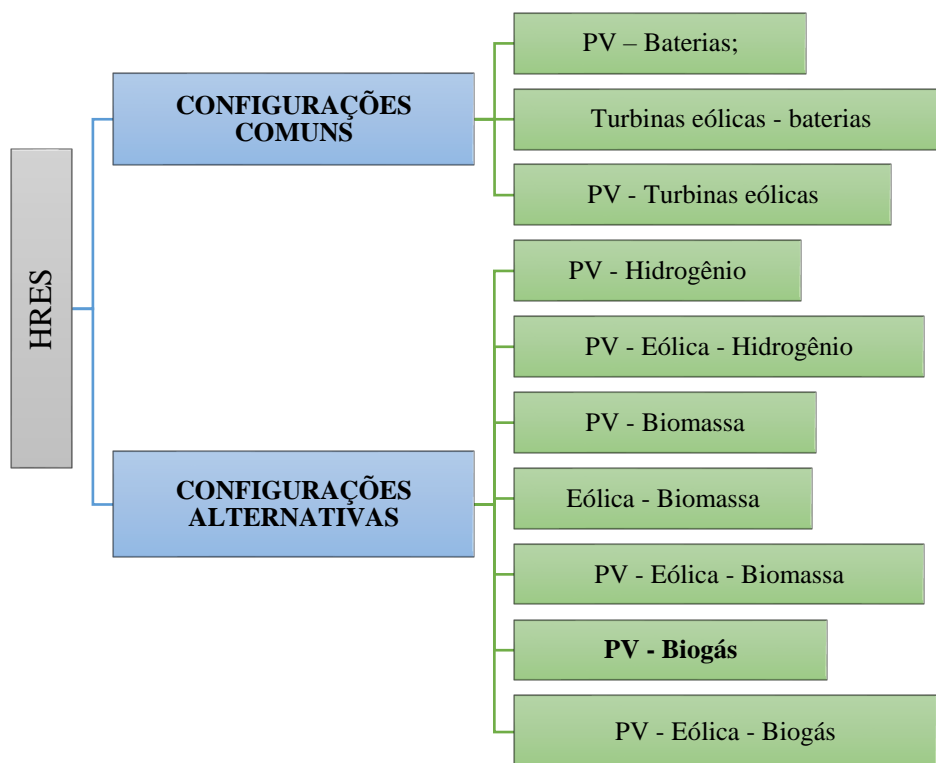 HRES
CONFIGURAÇÕES
COMUNS
PV – Baterias;
Turbinas eólicas - baterias
PV - Turbinas eólicas
CONFIGURAÇÕES
ALTERNATIVAS
PV - Hidrogênio
PV - Eólica - Hidrogênio
PV - Biomassa
Eólica - Biomassa
PV - Eólica - Biomassa
PV - Biogás
PV - Eólica - Biogás